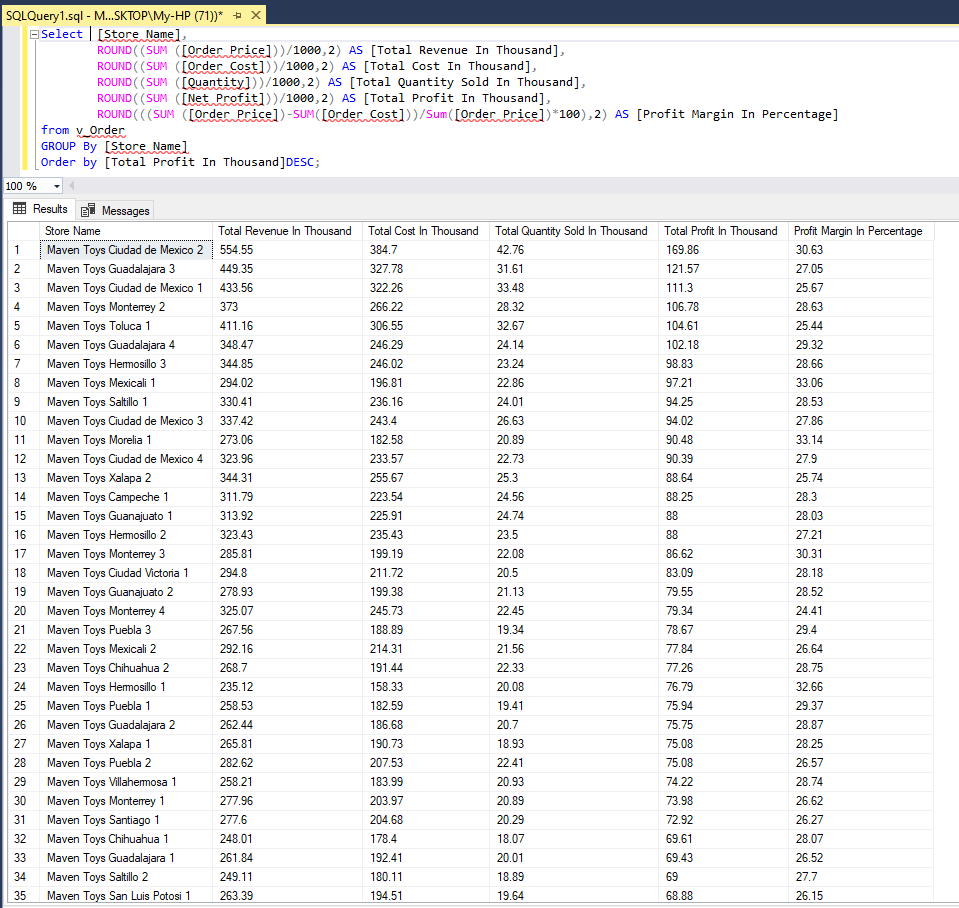 SQLQuery1.sql - M...SKTOP\My-HP (71))*
Select [Store Name],
ROUND((SUM ([Order Price]))/1000,2) AS [Total Revenue In Thousand],
ROUND((SUM ([Order Cost]))/1000,2) AS [Total Cost In Thousand],
ROUND((SUM ([Quantity]))/1000,2) AS [Total Quantity Sold In Thousand],
ROUND((SUM ([Net Profit]))/1000,2) AS [Total Profit In Thousand],
ROUND(((SUM ([Order Price])-SUM([Order Cost]))/Sum([Order Price])*100),2) AS [Profit Margin In Percentage]
from v_Order
GROUP By [Store Name]
Order by [Total Profit In Thousand]DESC;
100 %
Results Messages
Store Name Total Revenue In Thousand Total Cost In Thousand Total Quantity Sold In Thousand Total Profit In Thousand Profit Margin In Percentage
1 Maven Toys Ciudad de Mexico 2 554.55 384.7 42.76 169.86 30.63
2 Maven Toys Guadalajara 3 449.35 327.78 31.61 121.57 27.05
3 Maven Toys Ciudad de Mexico 1 433.56 322.26 33.48 111.3 25.67
4 Maven Toys Monterrey 2 373 266.22 28.32 106.78 28.63
5 Maven Toys Toluca 1 411.16 306.55 32.67 104.61 25.44
6 Maven Toys Guadalajara 4 348.47 246.29 24.14 102.18 29.32
7 Maven Toys Hermosillo 3 344.85 246.02 23.24 98.83 28.66
8 Maven Toys Mexicali 1 294.02 196.81 22.86 97.21 33.06
9 Maven Toys Saltillo 1 330.41 236.16 24.01 94.25 28.53
10 Maven Toys Ciudad de Mexico 3 337.42 243.4 26.63 94.02 27.86
11 Maven Toys Morelia 1 273.06 182.58 20.89 90.48 33.14
12 Maven Toys Ciudad de Mexico 4 323.96 233.57 22.73 90.39 27.9
13 Maven Toys Xalapa 2 344.31 255.67 25.3 88.64 25.74
14 Maven Toys Campeche 1 311.79 223.54 24.56 88.25 28.3
15 Maven Toys Guanajuato 1 313.92 225.91 24.74 88 28.03
16 Maven Toys Hermosillo 2 323.43 235.43 23.5 88 27.21
17 Maven Toys Monterrey 3 285.81 199.19 22.08 86.62 30.31
18 Maven Toys Ciudad Victoria 1 294.8 211.72 20.5 83.09 28.18
19 Maven Toys Guanajuato 2 278.93 199.38 21.13 79.55 28.52
20 Maven Toys Monterrey 4 325.07 245.73 22.45 79.34 24.41
21 Maven Toys Puebla 3 267.56 188.89 19.34 78.67 29.4
22 Maven Toys Mexicali 2 292.16 214.31 21.56 77.84 26.64
23 Maven Toys Chihuahua 2 268.7 191.44 22.33 77.26 28.75
24 Maven Toys Hermosillo 1 235.12 158.33 20.08 76.79 32.66
25 Maven Toys Puebla 1 258.53 182.59 19.41 75.94 29.37
26 Maven Toys Guadalajara 2 262.44 186.68 20.7 75.75 28.87
27 Maven Toys Xalapa 1 265.81 190.73 18.93 75.08 28.25
28 Maven Toys Puebla 2 282.62 207.53 22.41 75.08 26.57
29 Maven Toys Villahermosa 1 258.21 183.99 20.93 74.22 28.74
30 Maven Toys Monterrey 1 277.96 203.97 20.89 73.98 26.62
31 Maven Toys Santiago 1 277.6 204.68 20.29 72.92 26.27
32 Maven Toys Chihuahua 1 248.01 178.4 18.07 69.61 28.07
33 Maven Toys Guadalajara 1 261.84 192.41 20.01 69.43 26.52
34 Maven Toys Saltillo 2 249.11 180.11 18.89 69 27.7
35 Maven Toys San Luis Potosi 1 263.39 194.51 19.64 68.88 26.15